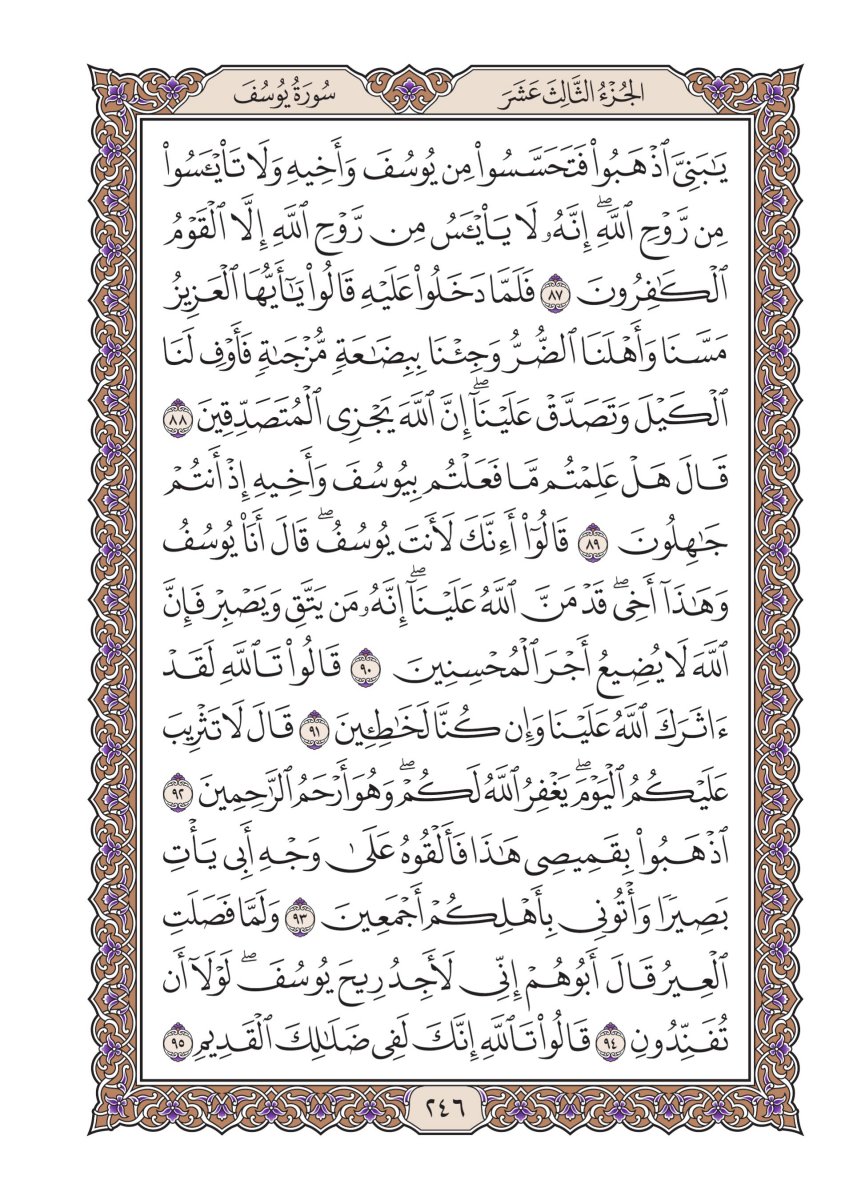 الجُزۡءُ الثَّالِثَ عَشَرَ
سُورَةُ يُوسُفَ
يَٰبَنِيَّ ٱذۡهَبُواْ فَتَحَسَّسُواْ مِن يُوسُفَ وَأَخِيهِ وَلَا تَاْيۡـَٔسُواْ
مِن رَّوۡحِ ٱللَّهِۖ إِنَّهُۥ لَا يَاْيۡـَٔسُ مِن رَّوۡحِ ٱللَّهِ إِلَّا ٱلۡقَوۡمُ
ٱلۡكَٰفِرُونَ ٨٧ فَلَمَّا دَخَلُواْ عَلَيۡهِ قَالُواْ يَٰٓأَيُّهَا ٱلۡعَزِيزُ
مَسَّنَا وَأَهۡلَنَا ٱلضُّرُّ وَجِئۡنَا بِبِضَٰعَةٖ مُّزۡجَىٰةٖ فَأَوۡفِ لَنَا
ٱلۡكَيۡلَ وَتَصَدَّقۡ عَلَيۡنَآۖ إِنَّ ٱللَّهَ يَجۡزِي ٱلۡمُتَصَدِّقِينَ ٨٨
قَالَ هَلۡ عَلِمۡتُم مَّا فَعَلۡتُم بِيُوسُفَ وَأَخِيهِ إِذۡ أَنتُمۡ
جَٰهِلُونَ ٨٩ قَالُوٓاْ أَءِنَّكَ لَأَنتَ يُوسُفُۖ قَالَ أَنَا۠ يُوسُفُ
وَهَٰذَآ أَخِيۖ قَدۡ مَنَّ ٱللَّهُ عَلَيۡنَآۖ إِنَّهُۥ مَن يَتَّقِ وَيَصۡبِرۡ فَإِنَّ
ٱللَّهَ لَا يُضِيعُ أَجۡرَ ٱلۡمُحۡسِنِينَ ٩٠ قَالُواْ تَٱللَّهِ لَقَدۡ
ءَاثَرَكَ ٱللَّهُ عَلَيۡنَا وَإِن كُنَّا لَخَٰطِـِٔينَ ٩١ قَالَ لَا تَثۡرِيبَ
عَلَيۡكُمُ ٱلۡيَوۡمَۖ يَغۡفِرُ ٱللَّهُ لَكُمۡۖ وَهُوَ أَرۡحَمُ ٱلرَّٰحِمِينَ ٩٢
ٱذۡهَبُواْ بِقَمِيصِي هَٰذَا فَأَلۡقُوهُ عَلَىٰ وَجۡهِ أَبِي يَأۡتِ
بَصِيرٗا وَأۡتُونِي بِأَهۡلِكُمۡ أَجۡمَعِينَ ٩٣ وَلَمَّا فَصَلَتِ
ٱلۡعِيرُ قَالَ أَبُوهُمۡ إِنِّي لَأَجِدُ رِيحَ يُوسُفَۖ لَوۡلَآ أَن
تُفَنِّدُونِ ٩٤ قَالُواْ تَٱللَّهِ إِنَّكَ لَفِي ضَلَٰلِكَ ٱلۡقَدِيمِ ٩٥
٢٤٦